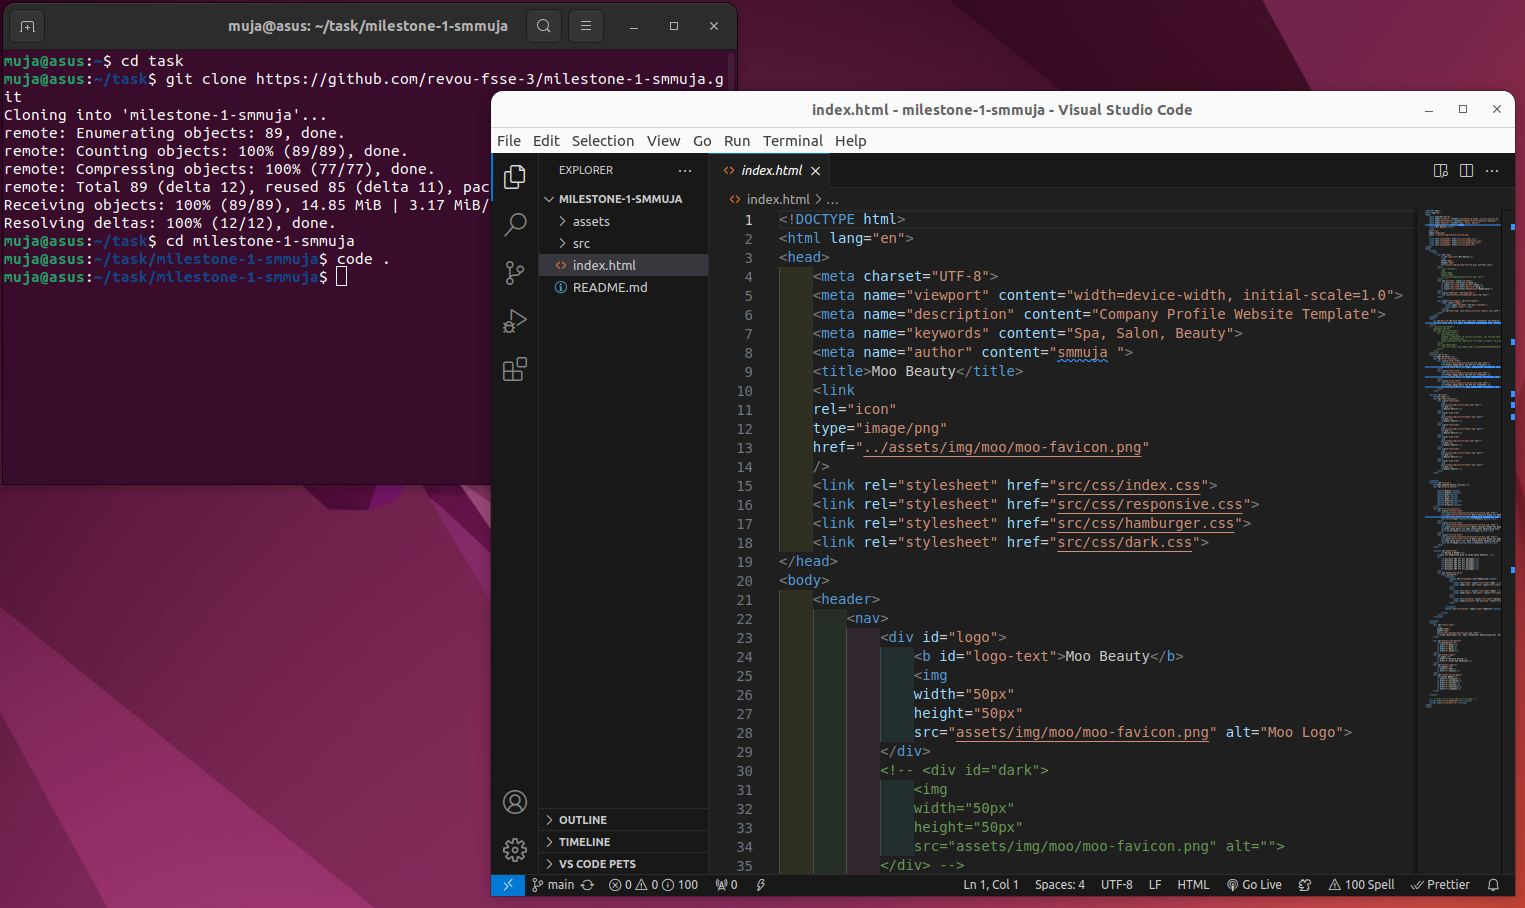 muja@asus: ~/task/milestone-1-smmuja
muja@asus:~$ cd task
muja@asus:~/task$ git clone https://github.com/revou-fsse-3/milestone-1-smmuja.g
it
Cloning into 'milestone-1-smmuja'...
remote: Enumerating objects: 89, done.
remote: Counting objects: 100% (89/89), done.
remote: Compressing objects: 100% (77/77), done.
remote: Total 89 (delta 12), reused 85 (delta 11), pac
Receiving objects: 100% (89/89), 14.85 MiB | 3.17 MiB/
Resolving deltas: 100% (12/12), done.
muja@asus:~/task$ cd milestone-1-smmuja
muja@asus:~/task/milestone-1-smmuja$ code .
muja@asus:~/task/milestone-1-smmuja$
index.html - milestone-1-smmuja - Visual Studio Code
File Edit Selection View Go Run Terminal Help
EXPLORER ...
MILESTONE-1-SMMUJA
assets
src
index.html
README.md
OUTLINE
TIMELINE
VS CODE PETS
index.html
index.html > ...
1 <!DOCTYPE html>
2 <html lang="en">
3 <head>
4 <meta charset="UTF-8">
5 <meta name="viewport" content="width=device-width, initial-scale=1.0">
6 <meta name="description" content="Company Profile Website Template">
7 <meta name="keywords" content="Spa, Salon, Beauty">
8 <meta name="author" content="smmuja ">
9 <title>Moo Beauty</title>
10 <link
11 rel="icon"
12 type="image/png"
13 href="../assets/img/moo/moo-favicon.png"
14 />
15 <link rel="stylesheet" href="src/css/index.css">
16 <link rel="stylesheet" href="src/css/responsive.css">
17 <link rel="stylesheet" href="src/css/hamburger.css">
18 <link rel="stylesheet" href="src/css/dark.css">
19 </head>
20 <body>
21 <header>
22 <nav>
23 <div id="logo">
24 <b id="logo-text">Moo Beauty</b>
25 <img
26 width="50px"
27 height="50px"
28 src="assets/img/moo/moo-favicon.png" alt="Moo Logo">
29 </div>
30 <!-- <div id="dark">
31 <img
32 width="50px"
33 height="50px"
34 src="assets/img/moo/moo-favicon.png" alt="">
35 </div> -->
main 0 0 100 0 Ln 1, Col 1 Spaces: 4 UTF-8 LF HTML Go Live 100 Spell Prettier